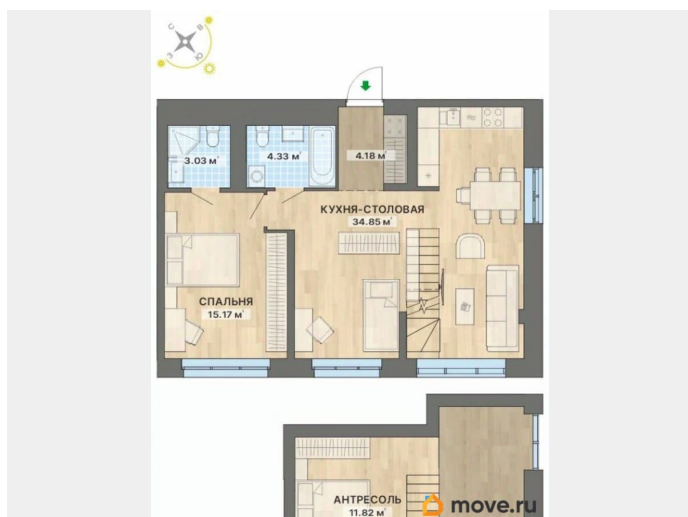 С
В
З
Ю
3.03 м²
4.33 м²
4.18 м²
КУХНЯ-СТОЛОВАЯ
34.85 м²
СПАЛЬНЯ
15.17 м²
АНТРЕСОЛЬ
11.82 м²
move.ru